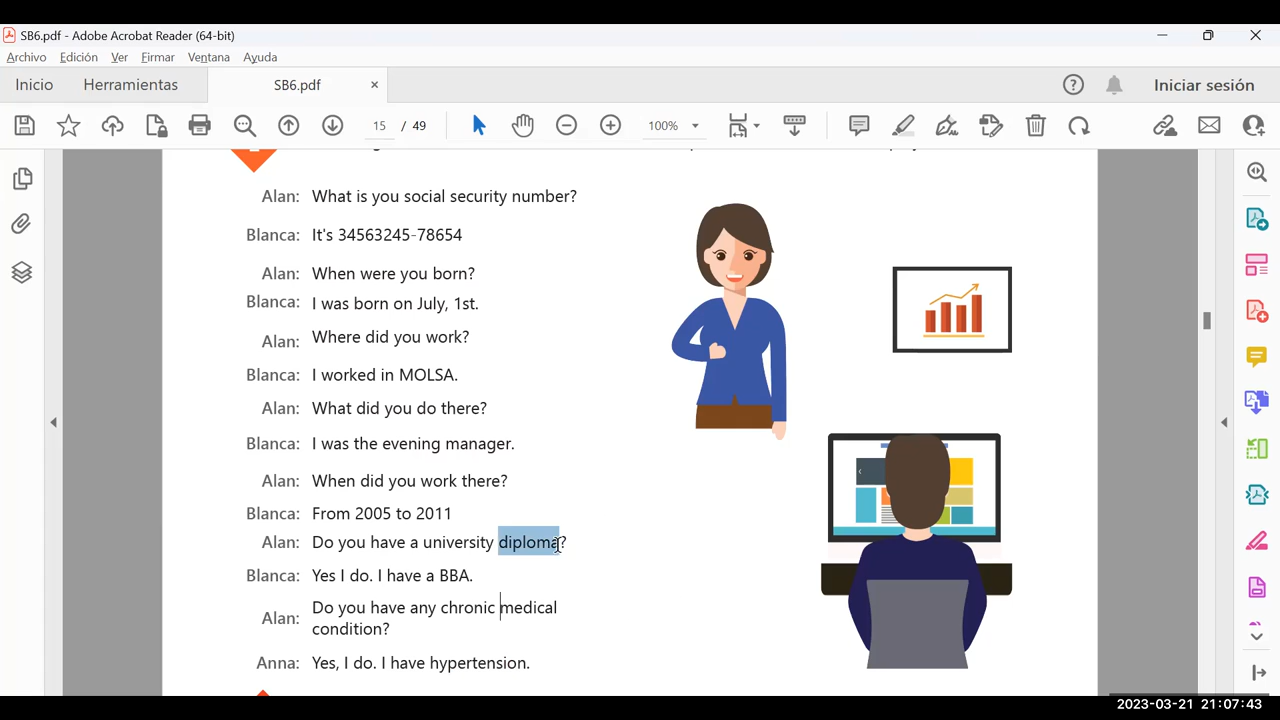 SB6.pdf - Adobe Acrobat Reader (64-bit)
Archivo Edición Ver Firmar Ventana Ayuda
Inicio Herramientas SB6.pdf Iniciar sesión
15 / 49 100%
Alan: What is you social security number?
Blanca: It's 34563245-78654
Alan: When were you born?
Blanca: I was born on July, 1st.
Alan: Where did you work?
Blanca: I worked in MOLSA.
Alan: What did you do there?
Blanca: I was the evening manager.
Alan: When did you work there?
Blanca: From 2005 to 2011
Alan: Do you have a university diploma?
Blanca: Yes I do. I have a BBA.
Alan: Do you have any chronic medical
condition?
Anna: Yes, I do. I have hypertension.
2023-03-21 21:07:43